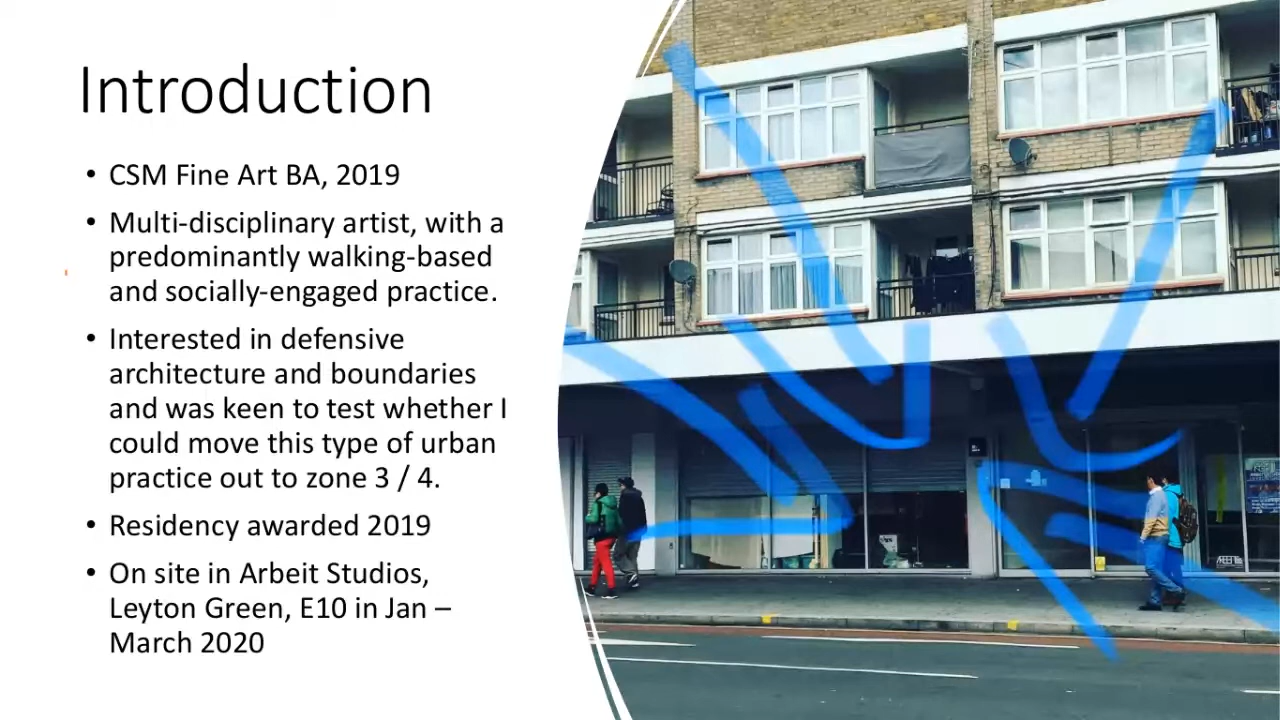 Introduction
• CSM Fine Art BA, 2019
• Multi-disciplinary artist, with a
predominantly walking-based
and socially-engaged practice.
• Interested in defensive
architecture and boundaries
and was keen to test whether I
could move this type of urban
practice out to zone 3 / 4.
• Residency awarded 2019
• On site in Arbeit Studios,
Leyton Green, E10 in Jan –
March 2020